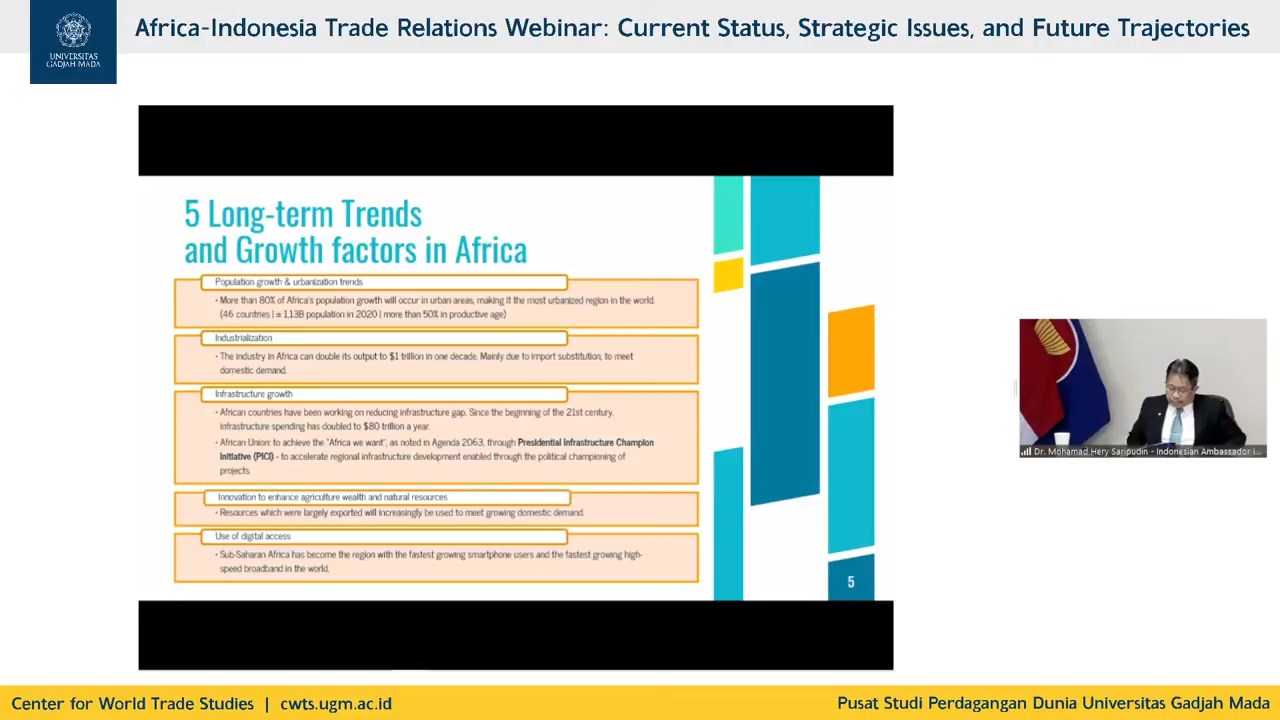 UNIVERSITAS
GADJAH MADA
Africa-Indonesia Trade Relations Webinar: Current Status, Strategic Issues, and Future Trajectories
5 Long-term Trends
and Growth factors in Africa
Population growth & urbanization trends
• More than 80% of Africa's population growth will occur in urban areas, making it the most urbanized region in the world.
(46 countries | ± 1,13B population in 2020 | more than 50% in productive age)
Industrialization
• The industry in Africa can double its output to $1 trillion in one decade. Mainly due to import substitution, to meet
domestic demand.
Infrastructure growth
• African countries have been working on reducing infrastructure gap. Since the beginning of the 21st century,
infrastructure spending has doubled to $80 trillion a year.
• African Union: to achieve the "Africa we want", as noted in Agenda 2063, through Presidential Infrastructure Champion
Initiative (PICI) - to accelerate regional infrastructure development enabled through the political championing of
projects.
Innovation to enhance agriculture wealth and natural resources
• Resources which were largely exported will increasingly be used to meet growing domestic demand.
Use of digital access
• Sub-Saharan Africa has become the region with the fastest growing smartphone users and the fastest growing high-
speed broadband in the world.
5
Dr. Mohamad Hery Saripudin - Indonesian Ambassador i...
Center for World Trade Studies | cwts.ugm.ac.id
Pusat Studi Perdagangan Dunia Universitas Gadjah Mada